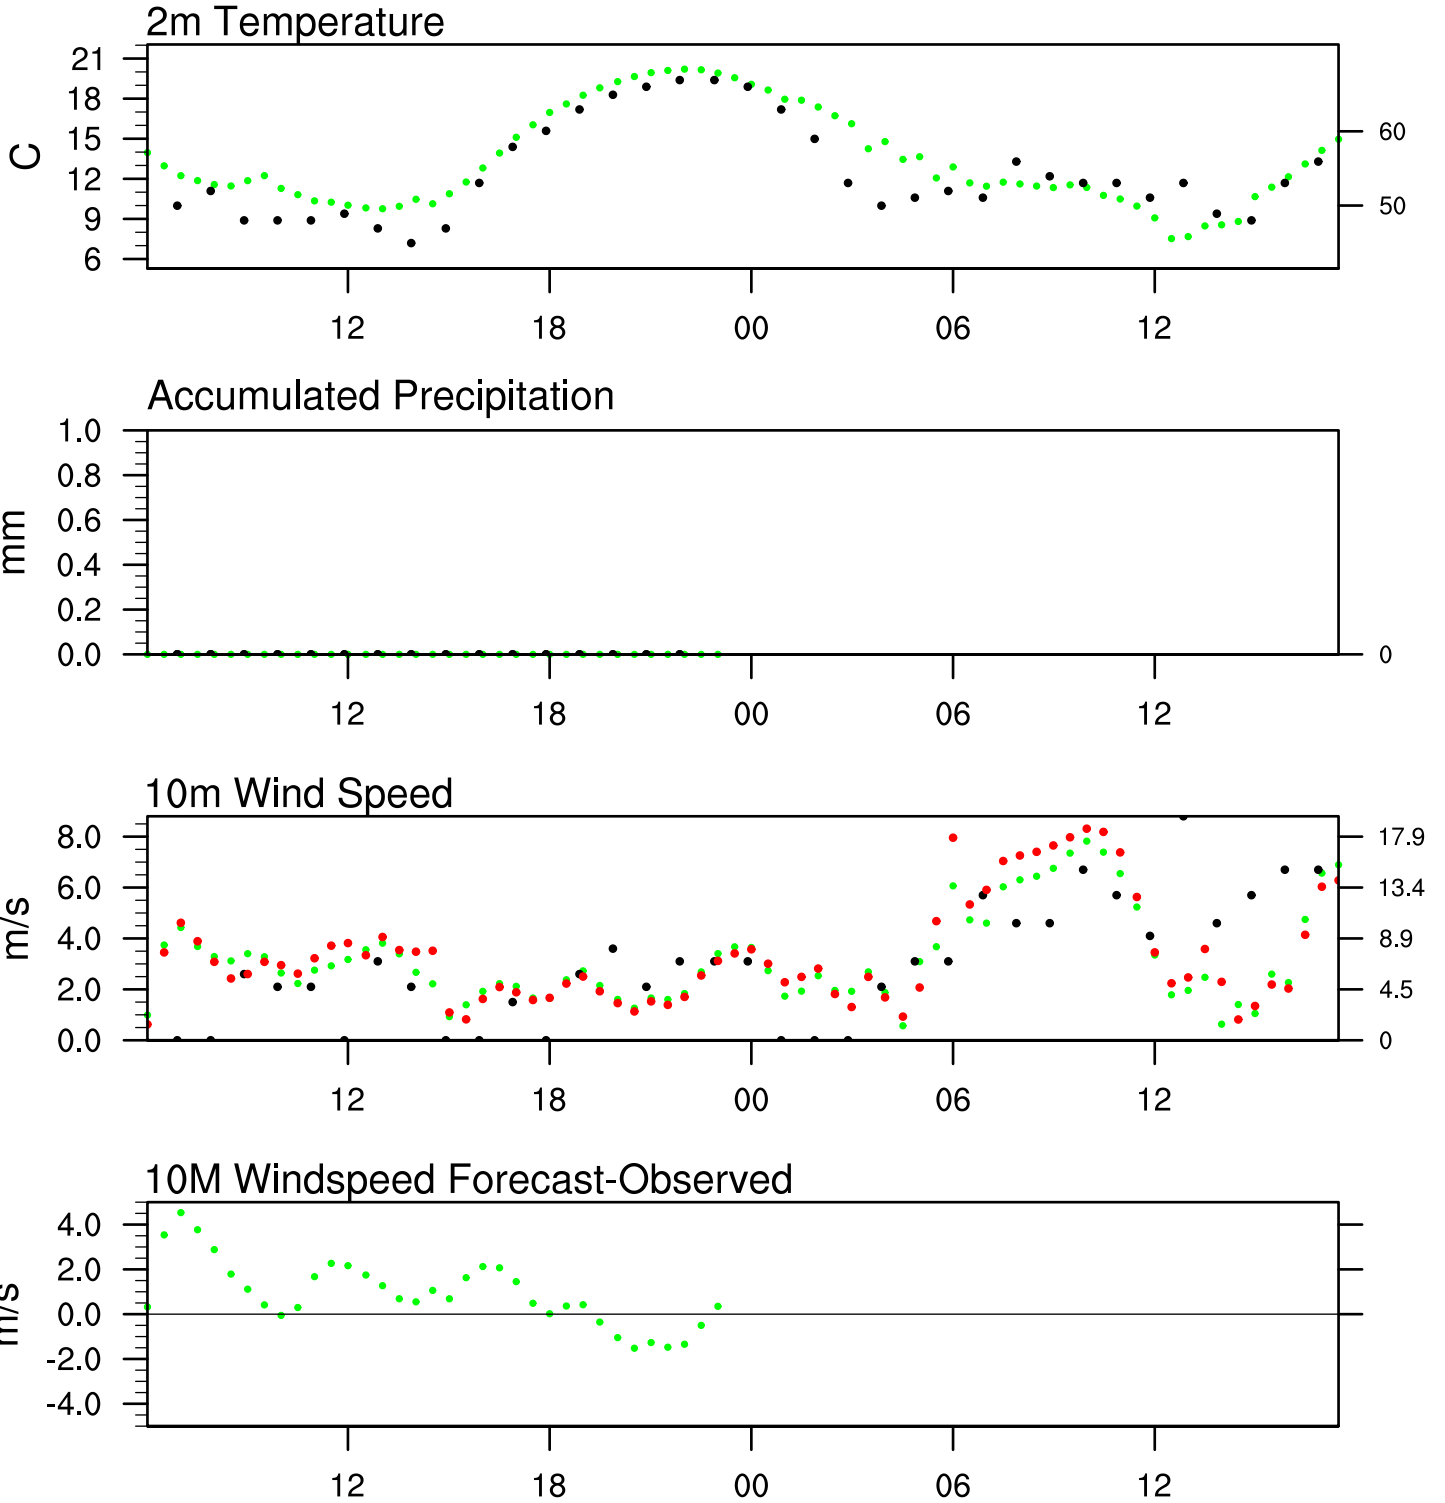 2m Temperature
21
18
15
12
9
6
C
60
50
12 18 00 06 12
Accumulated Precipitation
1.0
0.8
0.6
0.4
0.2
0.0
mm
0
12 18 00 06 12
10m Wind Speed
8.0
6.0
4.0
2.0
0.0
m/s
17.9
13.4
8.9
4.5
0
12 18 00 06 12
10M Windspeed Forecast-Observed
4.0
2.0
0.0
-2.0
-4.0
m/s
12 18 00 06 12